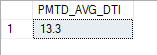 PMTD_AVG_DTI
1 13.3